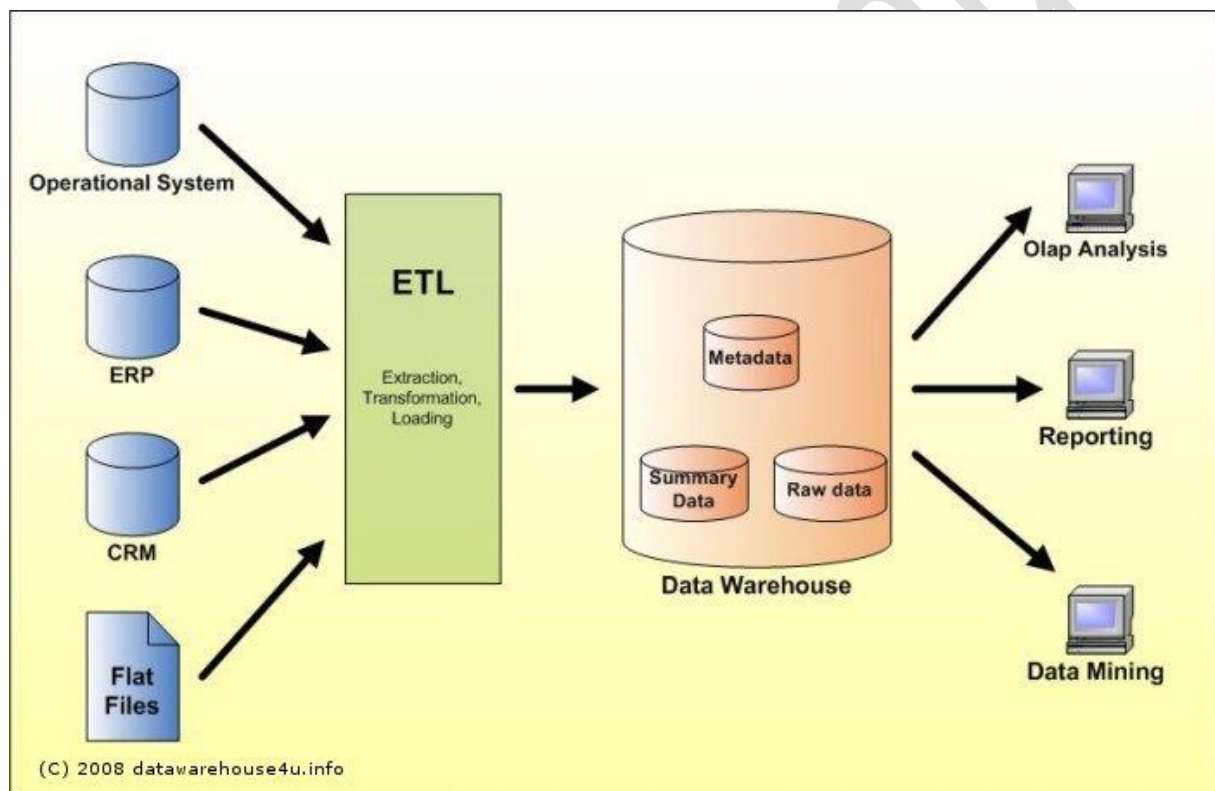 Operational System
ERP
CRM
Flat
Files
ETL
Extraction,
Transformation,
Loading
Metadata
Summary
Data
Raw data
Data Warehouse
Olap Analysis
Reporting
Data Mining
(C) 2008 datawarehouse4u.info